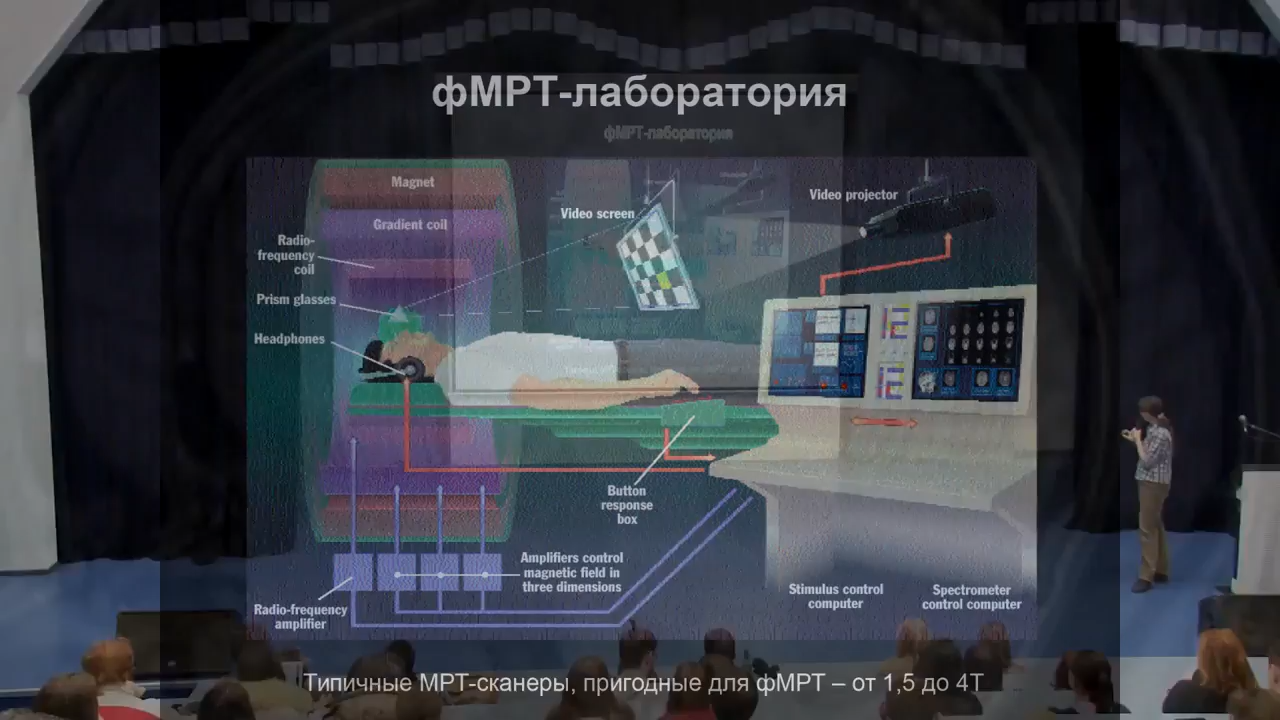 фМРТ-лаборатория
фМРТ-лаборатория
Magnet
Gradient coil
Radio-
frequency
coil
Prism glasses
Headphones
Video screen
Video projector
Button
response
box
Amplifiers control
magnetic field in
three dimensions
Radio-frequency
amplifier
Stimulus control
computer
Spectrometer
control computer
Типичные МРТ-сканеры, пригодные для фМРТ – от 1,5 до 4Т